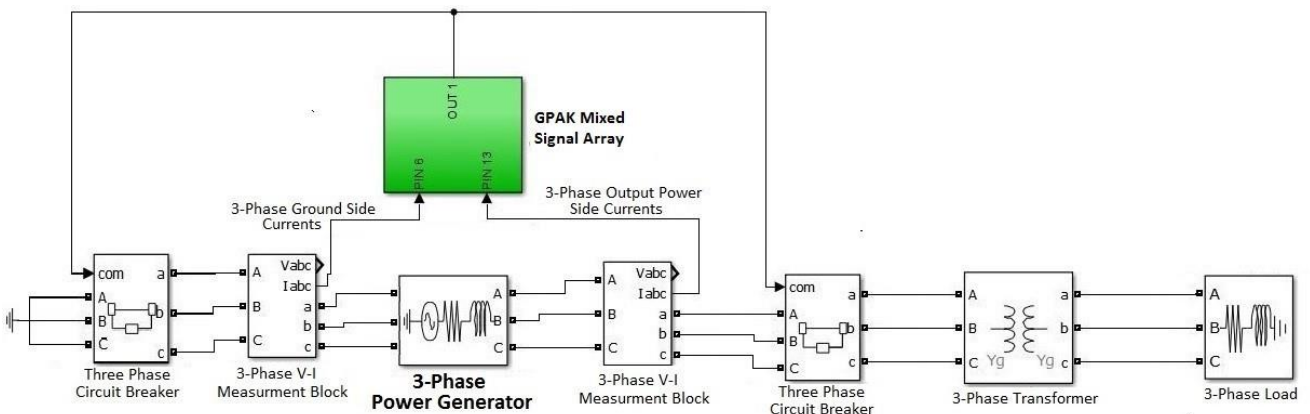 OUT 1
GPAK Mixed
Signal Array
PIN 6
PIN 13
3-Phase Ground Side
Currents
3-Phase Output Power
Side Currents
com
a
A
B
b
C
c
Three Phase
Circuit Breaker
A
Vabc
Iabc
B
a
b
C
c
3-Phase V-I
Measurment Block
A
B
C
3-Phase
Power Generator
A
Vabc
Iabc
B
a
b
C
c
3-Phase V-I
Measurment Block
com
a
A
b
B
C
c
Three Phase
Circuit Breaker
A
a
B
b
C
Yg
Yg
c
3-Phase Transformer
A
B
C
3-Phase Load